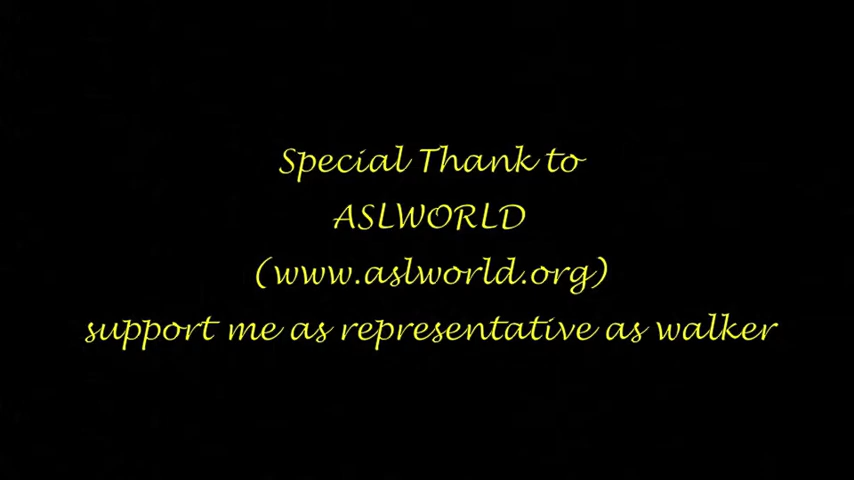 Special Thank to
ASLWORLD
(www.aslworld.org)
support me as representative as walker